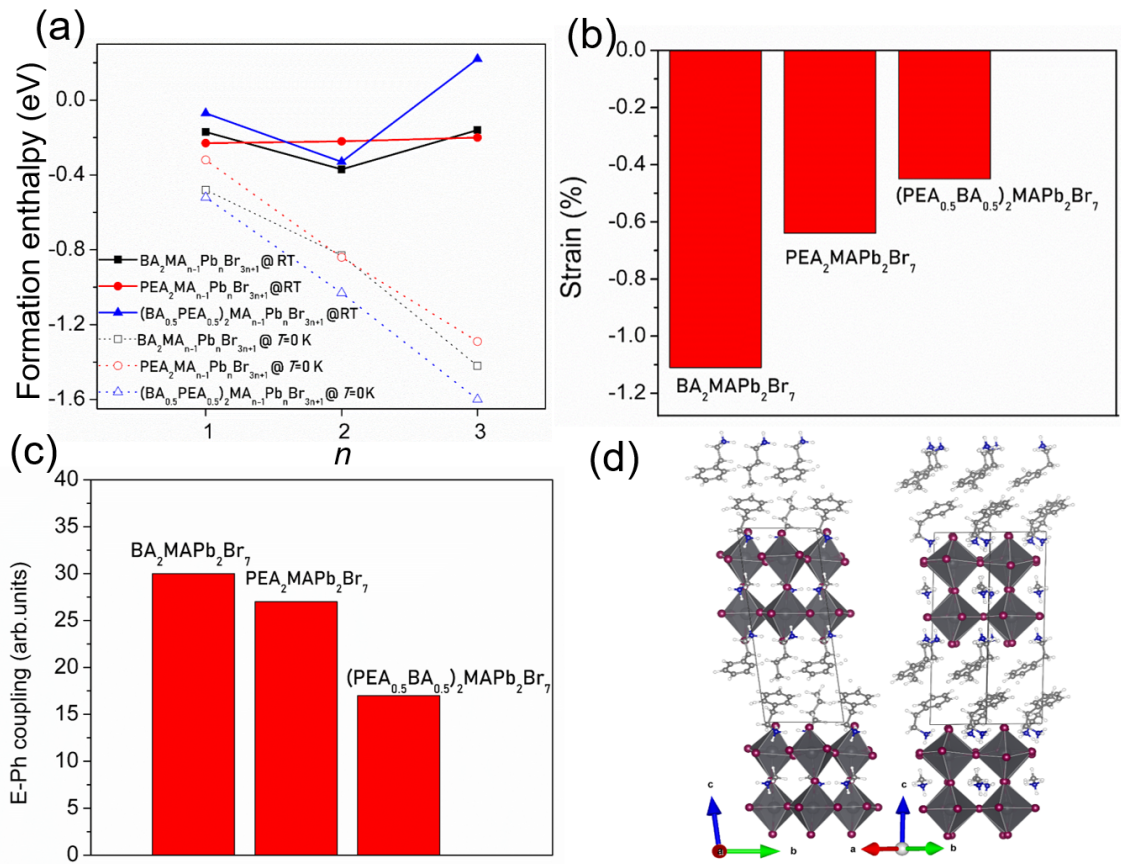 (a)
Formation enthalpy (eV)
0.0
-0.4
-0.8
-1.2
-1.6
BA₂MAₙ₋₁PbₙBr₃ₙ₊₁@RT
PEA₂MAₙ₋₁PbₙBr₃ₙ₊₁@RT
(BA₀.₅PEA₀.₅)₂MAₙ₋₁PbₙBr₃ₙ₊₁@RT
BA₂MAₙ₋₁PbₙBr₃ₙ₊₁@ T=0 K
PEA₂MAₙ₋₁PbₙBr₃ₙ₊₁@ T=0 K
(BA₀.₅PEA₀.₅)₂MAₙ₋₁PbₙBr₃ₙ₊₁@ T=0K
1 2 3
n
(b)
Strain (%)
0.0
-0.2
-0.4
-0.6
-0.8
-1.0
-1.2
(PEA₀.₅BA₀.₅)₂MAPb₂Br₇
PEA₂MAPb₂Br₇
BA₂MAPb₂Br₇
(c)
E-Ph coupling (arb.units)
40
35
30
25
20
15
10
5
0
BA₂MAPb₂Br₇
PEA₂MAPb₂Br₇
(PEA₀.₅BA₀.₅)₂MAPb₂Br₇
(d)
c
a b
c
a b